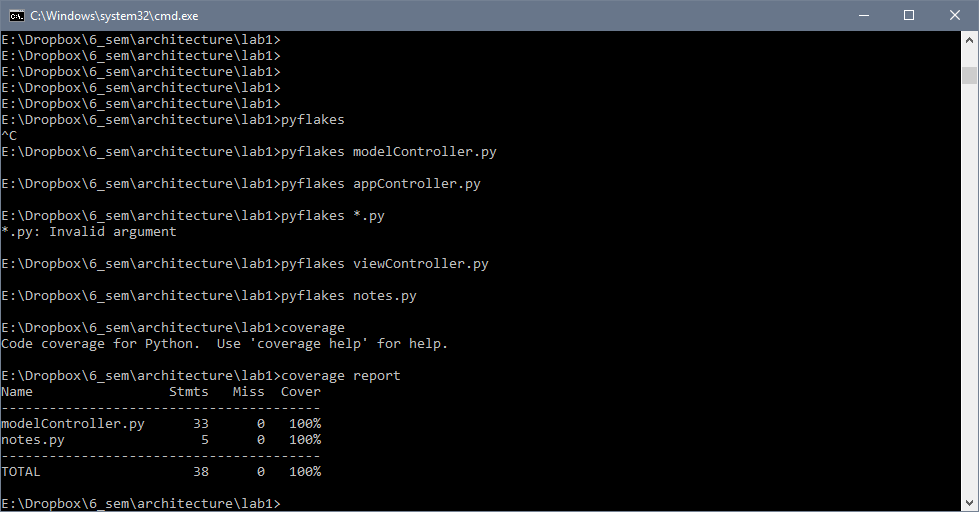 C:\Windows\system32\cmd.exe
E:\Dropbox\6_sem\architecture\lab1>
E:\Dropbox\6_sem\architecture\lab1>
E:\Dropbox\6_sem\architecture\lab1>
E:\Dropbox\6_sem\architecture\lab1>
E:\Dropbox\6_sem\architecture\lab1>
E:\Dropbox\6_sem\architecture\lab1>pyflakes
^C
E:\Dropbox\6_sem\architecture\lab1>pyflakes modelController.py
E:\Dropbox\6_sem\architecture\lab1>pyflakes appController.py
E:\Dropbox\6_sem\architecture\lab1>pyflakes *.py
*.py: Invalid argument
E:\Dropbox\6_sem\architecture\lab1>pyflakes viewController.py
E:\Dropbox\6_sem\architecture\lab1>pyflakes notes.py
E:\Dropbox\6_sem\architecture\lab1>coverage
Code coverage for Python.  Use 'coverage help' for help.
E:\Dropbox\6_sem\architecture\lab1>coverage report
Name                 Stmts   Miss  Cover
----------------------------------------
modelController.py      33      0   100%
notes.py                 5      0   100%
----------------------------------------
TOTAL                   38      0   100%
E:\Dropbox\6_sem\architecture\lab1>